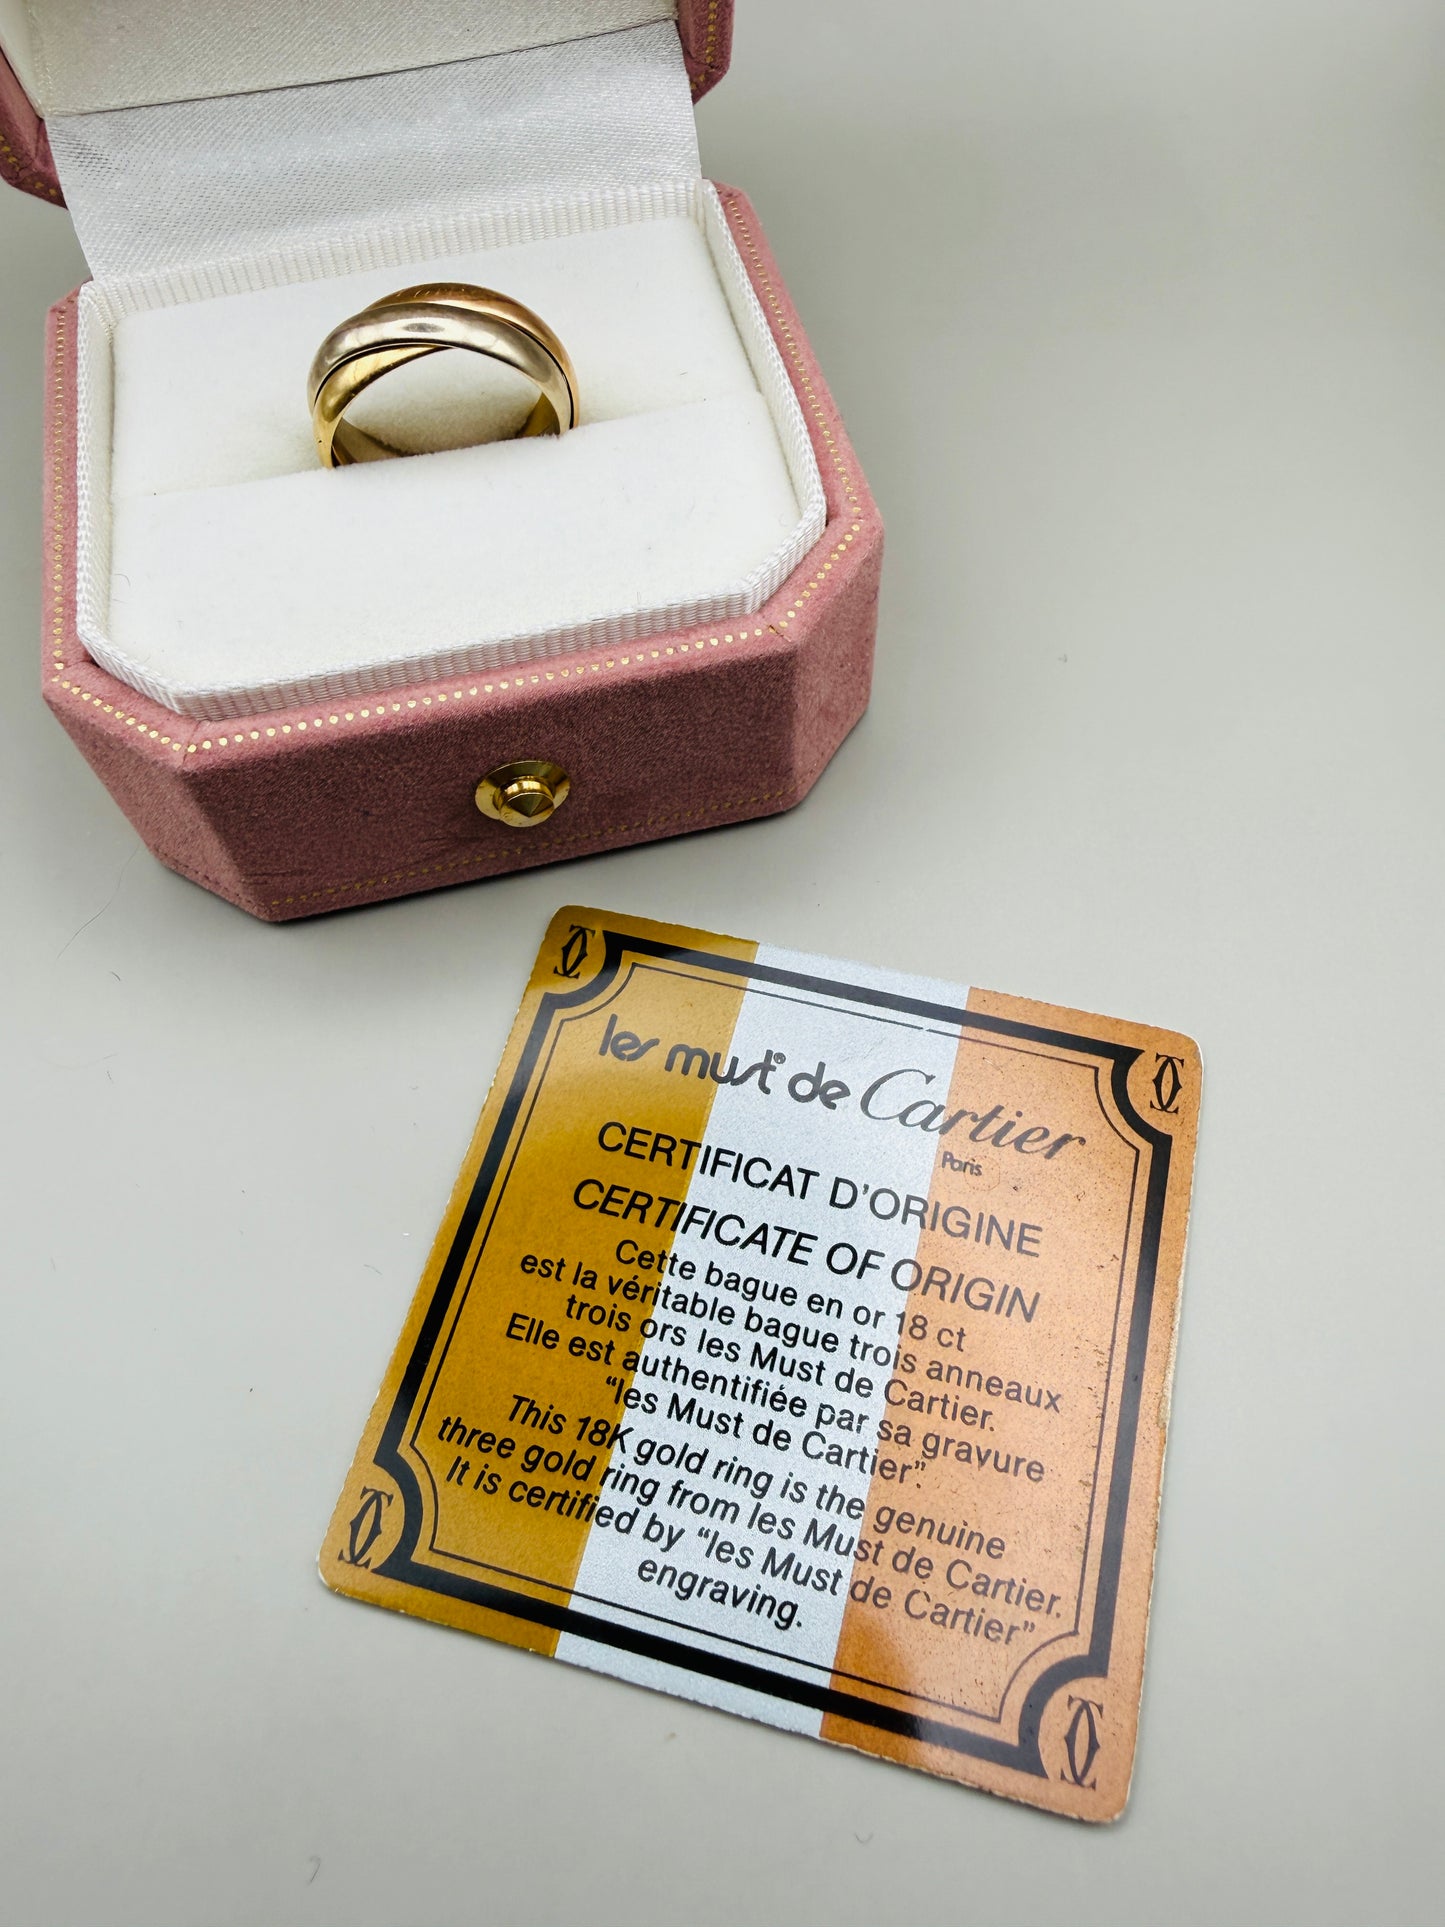 les must® de Cartier
Paris
CERTIFICAT D'ORIGINE
CERTIFICATE OF ORIGIN
Cette bague en or 18 ct
est la véritable bague trois anneaux
trois ors les Must de Cartier.
Elle est authentifiée par sa gravure
“les Must de Cartier”.
This 18K gold ring is the genuine
three gold ring from les Must de Cartier.
It is certified by “les Must de Cartier”
engraving.